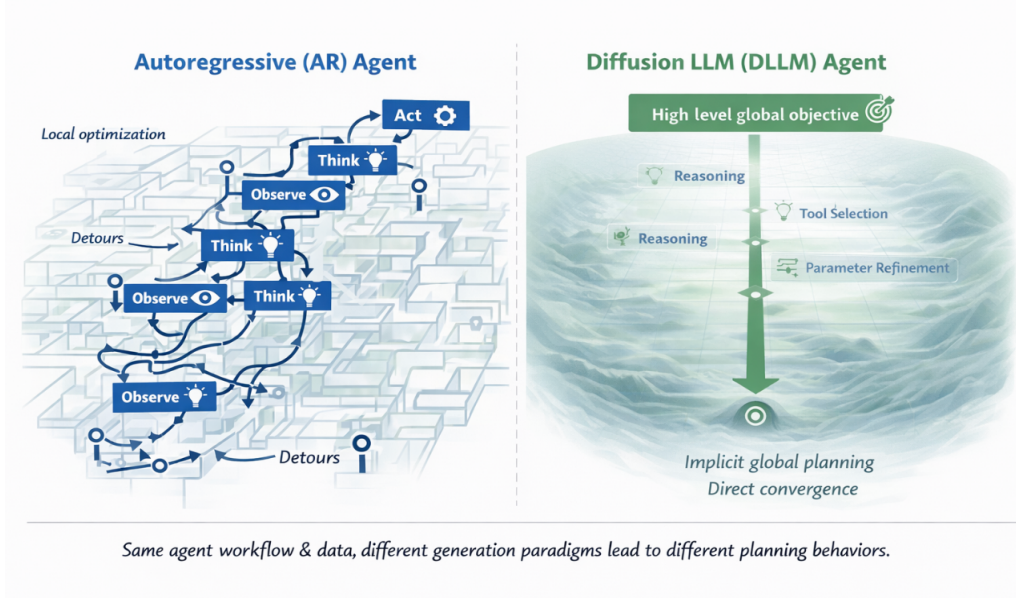 Autoregressive (AR) Agent
Local optimization
Act
Think
Observe
Detours
Think
Observe
Think
Observe
Detours
Diffusion LLM (DLLM) Agent
High level global objective
Reasoning
Tool Selection
Reasoning
Parameter Refinement
Implicit global planning
Direct convergence
Same agent workflow & data, different generation paradigms lead to different planning behaviors.